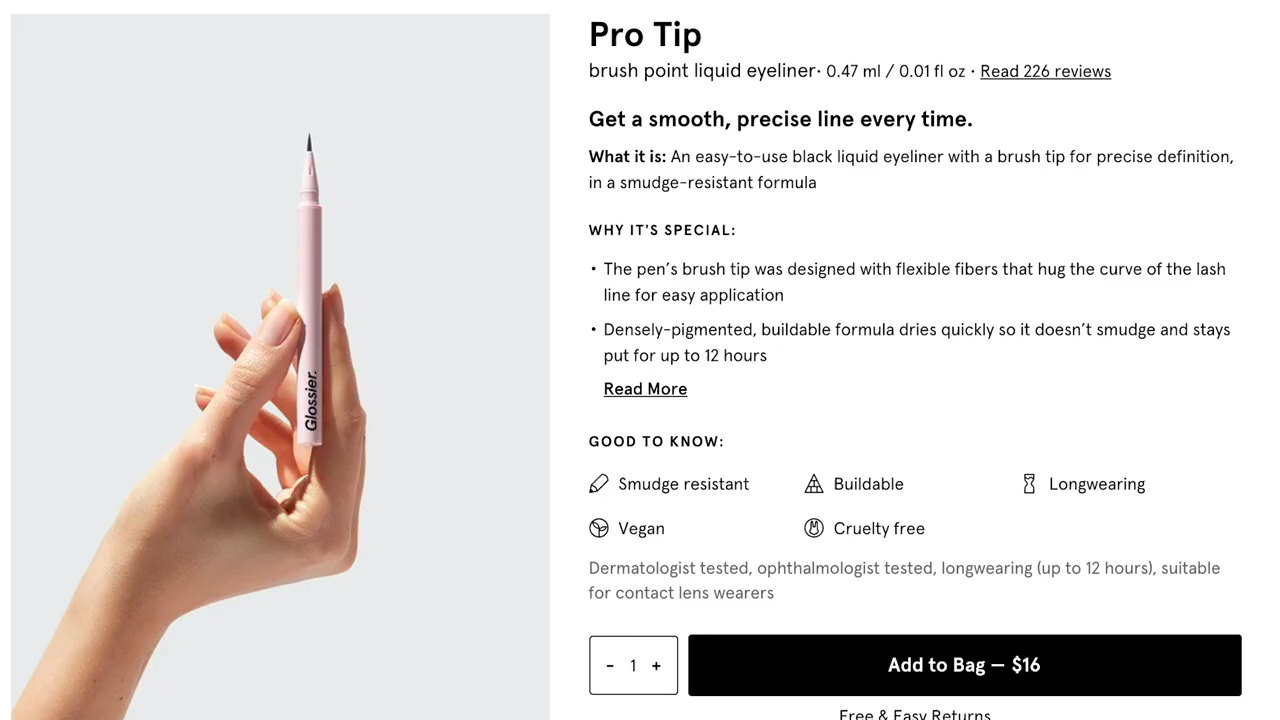 Glossier.
Pro Tip
brush point liquid eyeliner· 0.47 ml / 0.01 fl oz · Read 226 reviews
Get a smooth, precise line every time.
What it is: An easy-to-use black liquid eyeliner with a brush tip for precise definition,
in a smudge-resistant formula
WHY IT'S SPECIAL:
• The pen’s brush tip was designed with flexible fibers that hug the curve of the lash
line for easy application
• Densely-pigmented, buildable formula dries quickly so it doesn’t smudge and stays
put for up to 12 hours
Read More
GOOD TO KNOW:
Smudge resistant Buildable Longwearing
Vegan Cruelty free
Dermatologist tested, ophthalmologist tested, longwearing (up to 12 hours), suitable
for contact lens wearers
- 1 + Add to Bag — $16
Free & Easy Returns